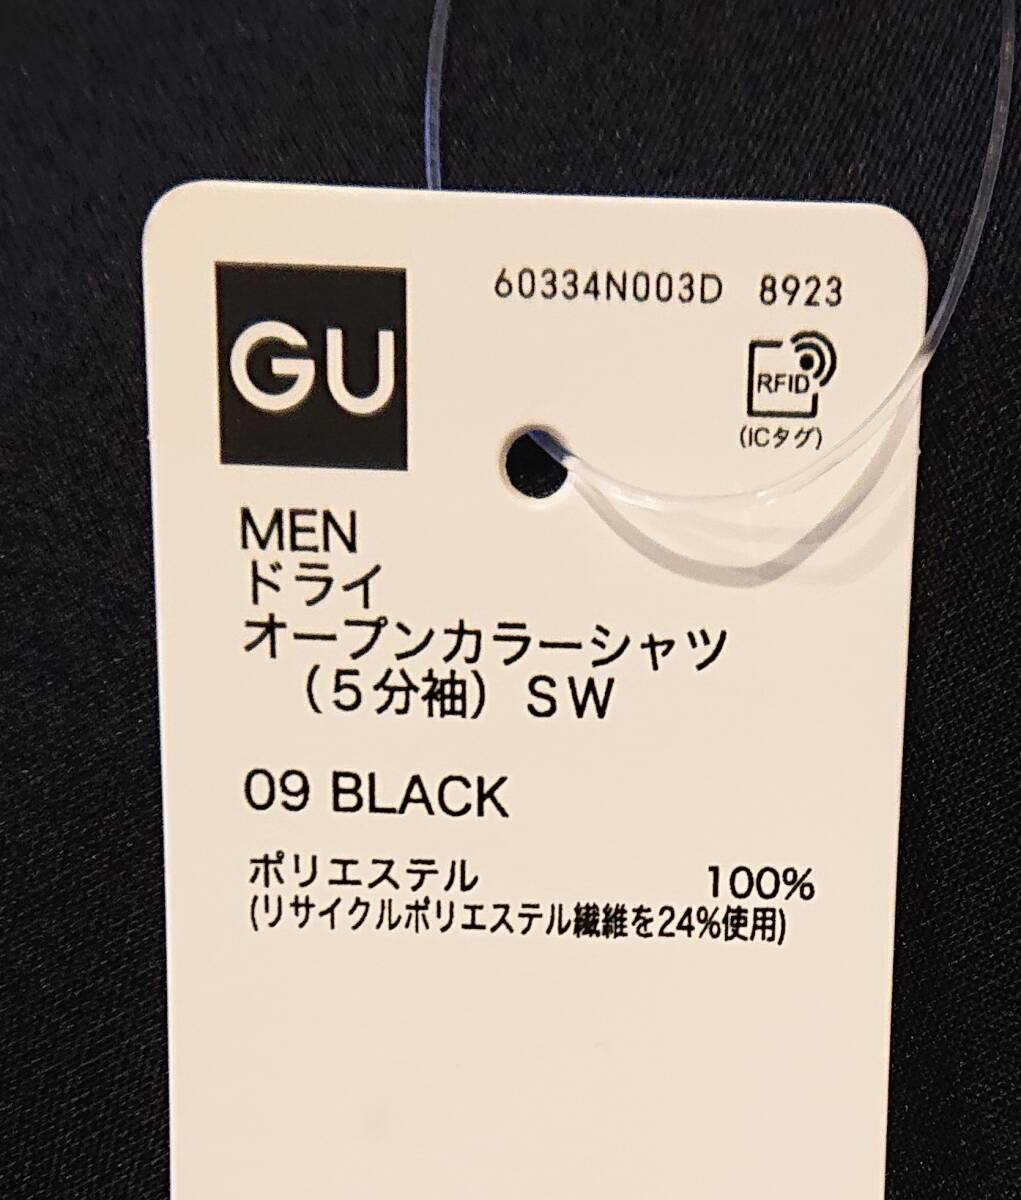 GU
60334N003D 8923
RFID
(ICタグ)
MEN
ドライ
オープンカラーシャツ
（5分袖）SW
09 BLACK
ポリエステル 100%
(リサイクルポリエステル繊維を24%使用)